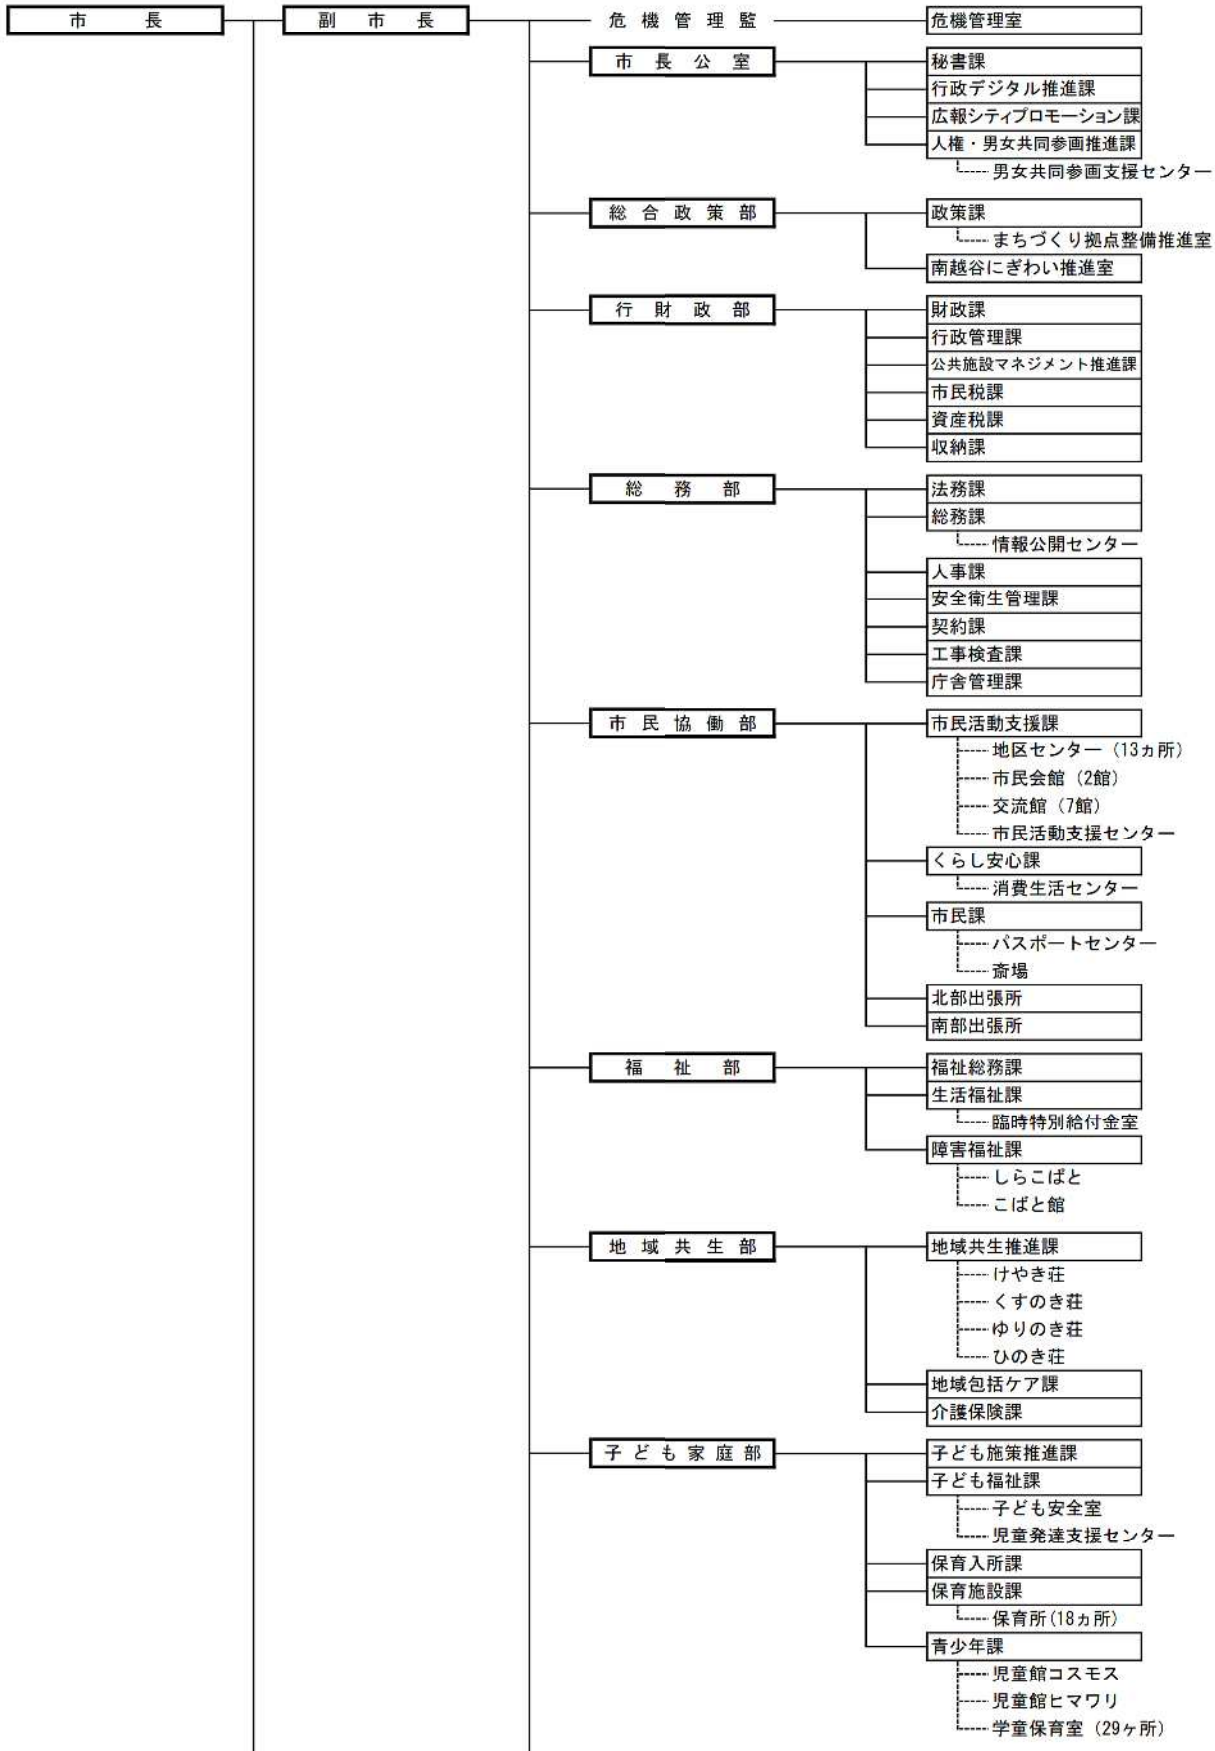 市長 副市長 危機管理監 危機管理室
市長公室 秘書課
行政デジタル推進課
広報シティプロモーション課
人権・男女共同参画推進課
男女共同参画支援センター
総合政策部 政策課
まちづくり拠点整備推進室
南越谷にぎわい推進室
行財政部 財政課
行政管理課
公共施設マネジメント推進課
市民税課
資産税課
収納課
総務部 法務課
総務課
情報公開センター
人事課
安全衛生管理課
契約課
工事検査課
庁舎管理課
市民協働部 市民活動支援課
地区センター（13ヵ所）
市民会館（2館）
交流館（7館）
市民活動支援センター
くらし安心課
消費生活センター
市民課
パスポートセンター
斎場
北部出張所
南部出張所
福祉部 福祉総務課
生活福祉課
臨時特別給付金室
障害福祉課
しらこばと
こばと館
地域共生部 地域共生推進課
けやき荘
くすのき荘
ゆりのき荘
ひのき荘
地域包括ケア課
介護保険課
子ども家庭部 子ども施策推進課
子ども福祉課
子ども安全室
児童発達支援センター
保育入所課
保育施設課
保育所(18ヵ所)
青少年課
児童館コスモス
児童館ヒマワリ
学童保育室（29ヶ所）